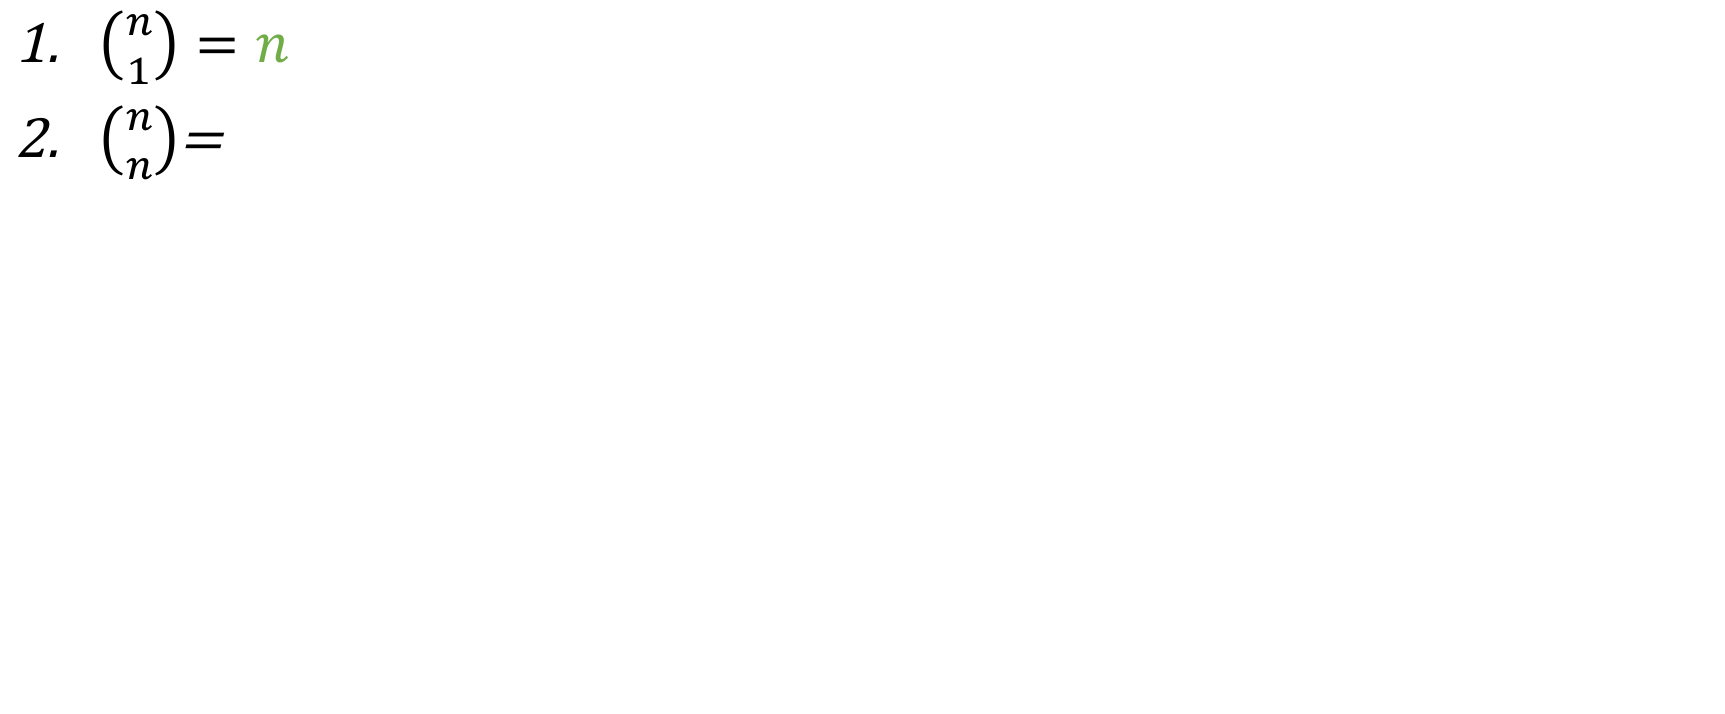 1. (n 1) = n
2. (n n)=